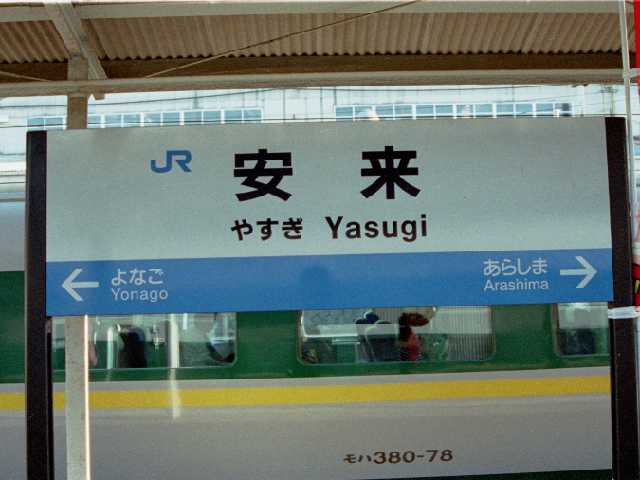 JR 安来
やすぎ Yasugi
よなご あらしま
Yonago Arashima
モハ380-78